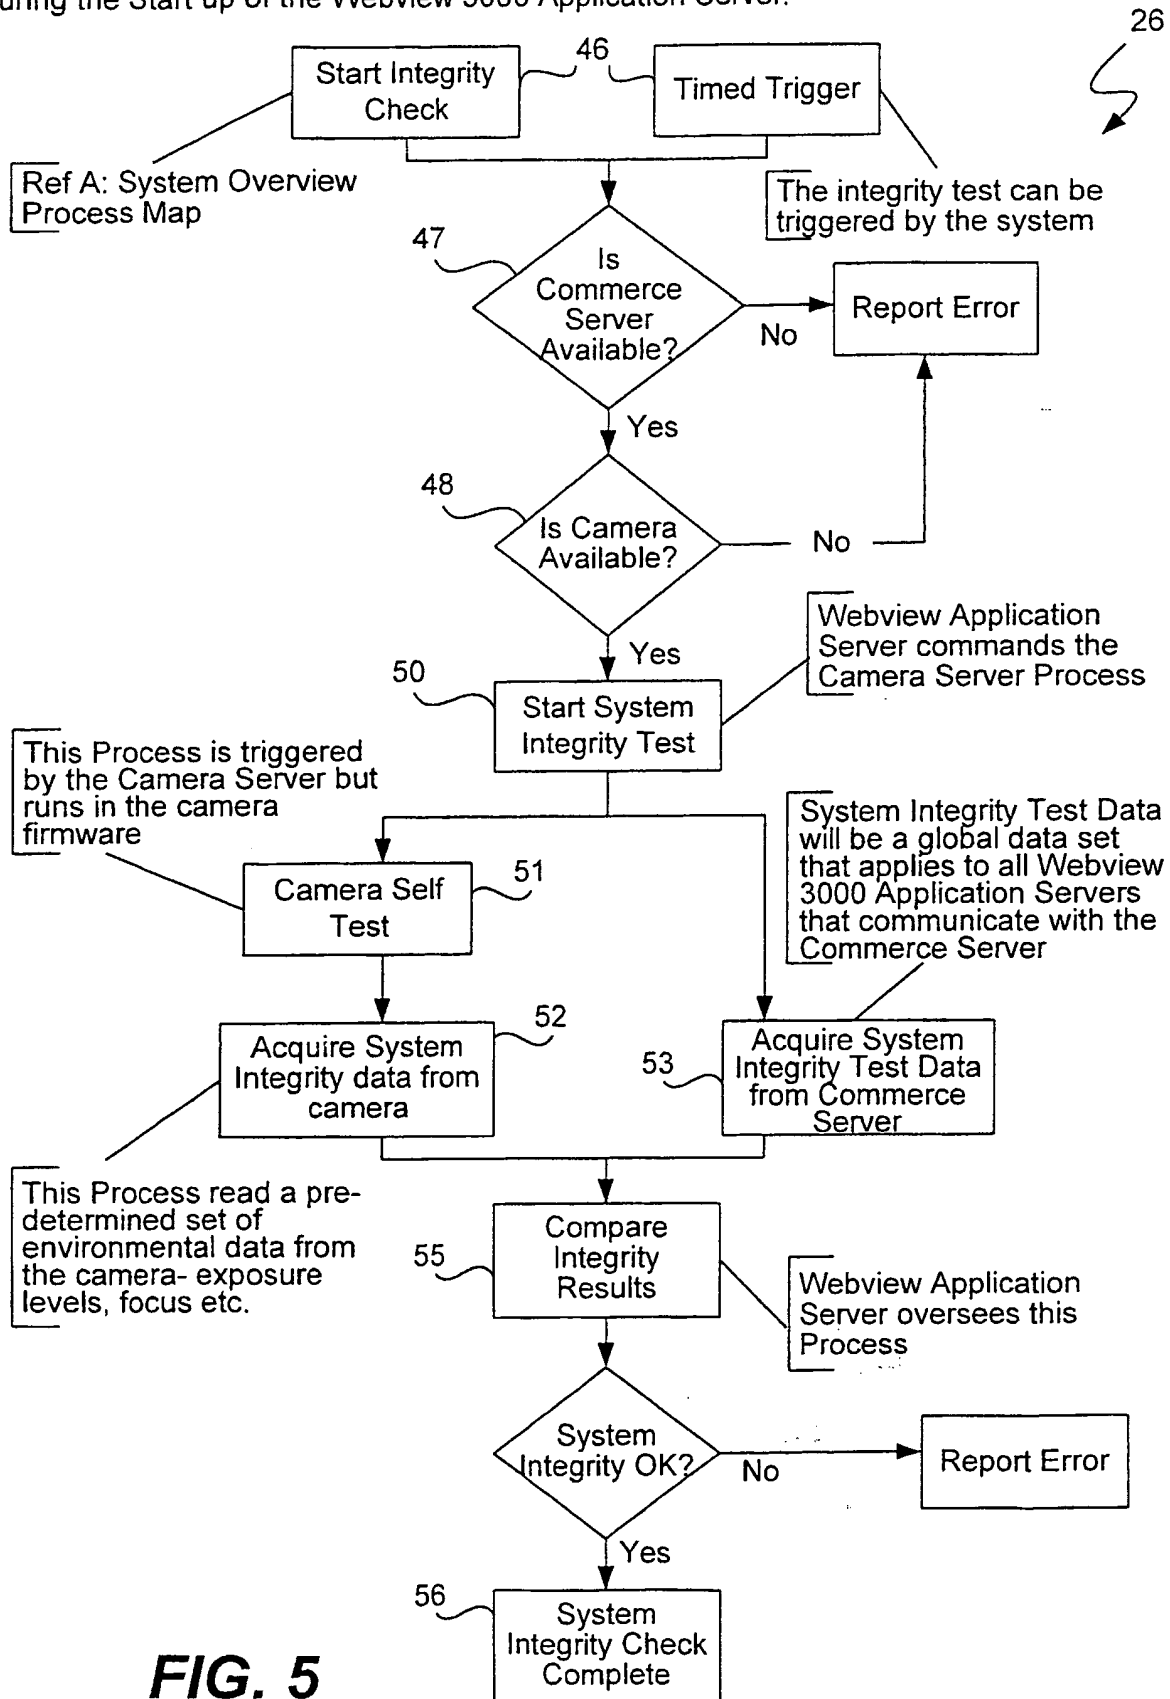 uring the Start up of the Webview 3000 Application Server.
26
Start Integrity
Check
46
Timed Trigger
Ref A: System Overview
Process Map
The integrity test can be
triggered by the system
47
Is
Commerce
Server
Available?
No
Report Error
Yes
48
Is Camera
Available?
No
Yes
Webview Application
Server commands the
Camera Server Process
50
Start System
Integrity Test
This Process is triggered
by the Camera Server but
runs in the camera
firmware
System Integrity Test Data
will be a global data set
that applies to all Webview
3000 Application Servers
that communicate with the
Commerce Server
Camera Self
Test
51
Acquire System
Integrity data from
camera
52
53
Acquire System
Integrity Test Data
from Commerce
Server
This Process read a pre-
determined set of
environmental data from
the camera- exposure
levels, focus etc.
55
Compare
Integrity
Results
Webview Application
Server oversees this
Process
System
Integrity OK?
No
Report Error
Yes
56
System
Integrity Check
Complete
FIG. 5